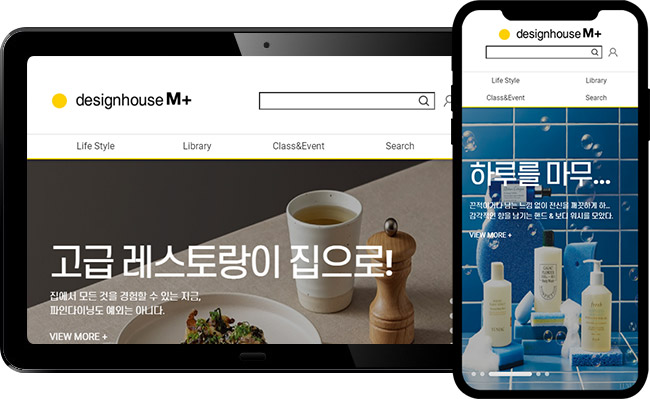 designhouse M+
Life Style
Library
Class&Event
Search
고급 레스토랑이 집으로!
집에서 모든 것을 경험할 수 있는 지금,
파인다이닝도 예외는 아니다.
VIEW MORE +
designhouse M+
Life Style
Library
Class&Event
Search
하루를 마무...
끈적이거나 남는 느낌 없이 전신을 깨끗하게 하...
감각적인 향을 남기는 핸드 & 보디 워시를 모았다.
VIEW MORE +
fresh